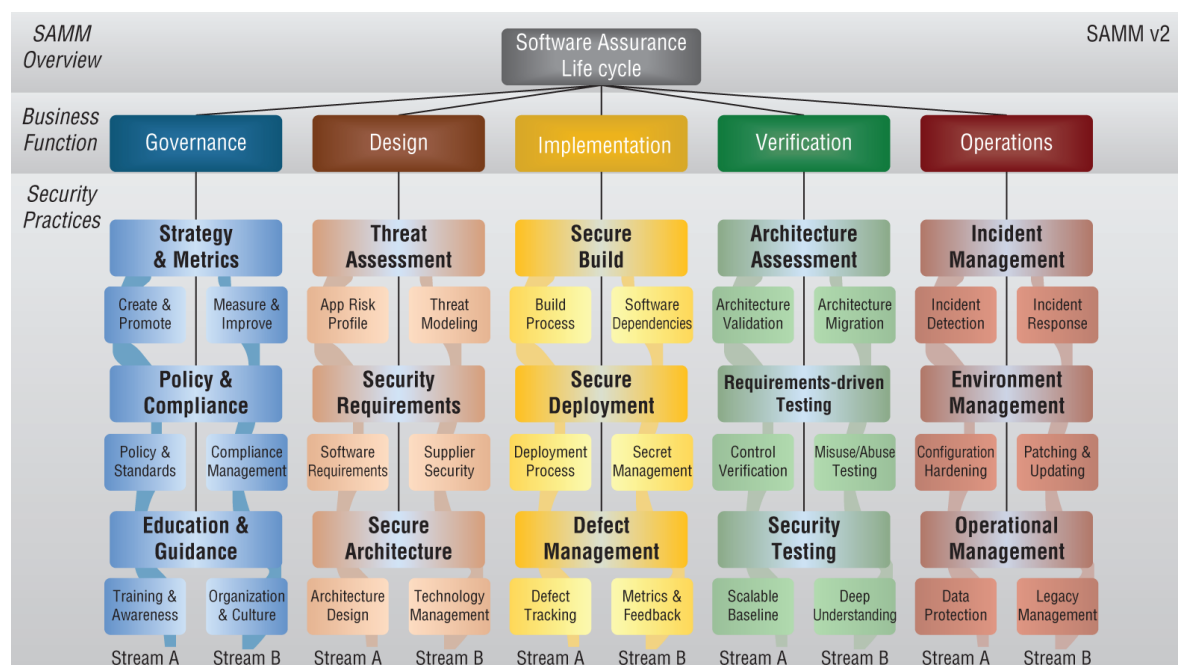 SAMM
Overview
SAMM v2
Software Assurance
Life cycle
Business
Function
Governance
Design
Implementation
Verification
Operations
Security
Practices
Strategy
& Metrics
Threat
Assessment
Secure
Build
Architecture
Assessment
Incident
Management
Create &
Promote
Measure &
Improve
App Risk
Profile
Threat
Modeling
Build
Process
Software
Dependencies
Architecture
Validation
Architecture
Migration
Incident
Detection
Incident
Response
Policy &
Compliance
Security
Requirements
Secure
Deployment
Requirements-driven
Testing
Environment
Management
Policy &
Standards
Compliance
Management
Software
Requirements
Supplier
Security
Deployment
Process
Secret
Management
Control
Verification
Misuse/Abuse
Testing
Configuration
Hardening
Patching &
Updating
Education &
Guidance
Secure
Architecture
Defect
Management
Security
Testing
Operational
Management
Training &
Awareness
Organization
& Culture
Architecture
Design
Technology
Management
Defect
Tracking
Metrics &
Feedback
Scalable
Baseline
Deep
Understanding
Data
Protection
Legacy
Management
Stream A
Stream B
Stream A
Stream B
Stream A
Stream B
Stream A
Stream B
Stream A
Stream B